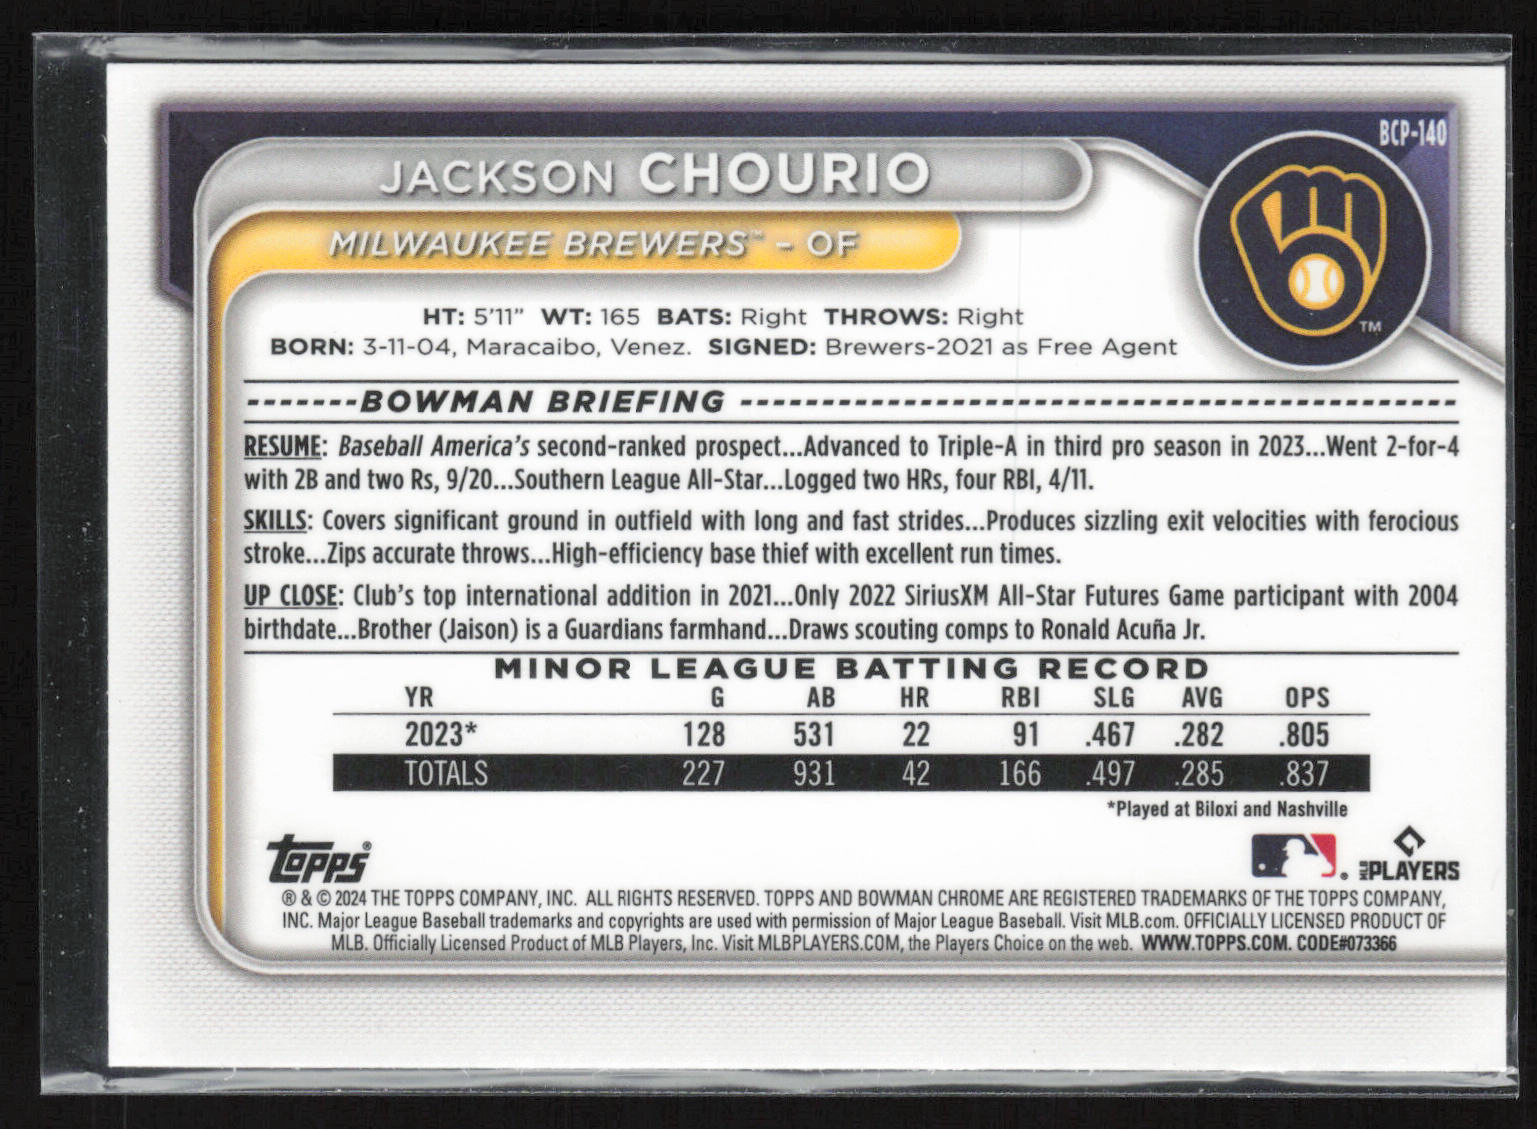 BCP-140
JACKSON CHOURIO
MILWAUKEE BREWERS™ - OF
TM
HT: 5'11" WT: 165 BATS: Right THROWS: Right
BORN: 3-11-04, Maracaibo, Venez. SIGNED: Brewers-2021 as Free Agent
-------BOWMAN BRIEFING --------------------------------------------
RESUME: Baseball America's second-ranked prospect...Advanced to Triple-A in third pro season in 2023...Went 2-for-4
with 2B and two Rs, 9/20...Southern League All-Star...Logged two HRs, four RBI, 4/11.
SKILLS: Covers significant ground in outfield with long and fast strides...Produces sizzling exit velocities with ferocious
stroke...Zips accurate throws...High-efficiency base thief with excellent run times.
UP CLOSE: Club's top international addition in 2021...Only 2022 SiriusXM All-Star Futures Game participant with 2004
birthdate...Brother (Jaison) is a Guardians farmhand...Draws scouting comps to Ronald Acuña Jr.
MINOR LEAGUE BATTING RECORD
YR G AB HR RBI SLG AVG OPS
2023* 128 531 22 91 .467 .282 .805
TOTALS 227 931 42 166 .497 .285 .837
*Played at Biloxi and Nashville
topps®
® MLB PLAYERS
® & © 2024 THE TOPPS COMPANY, INC. ALL RIGHTS RESERVED. TOPPS AND BOWMAN CHROME ARE REGISTERED TRADEMARKS OF THE TOPPS COMPANY,
INC. Major League Baseball trademarks and copyrights are used with permission of Major League Baseball. Visit MLB.com. OFFICIALLY LICENSED PRODUCT OF
MLB. Officially Licensed Product of MLB Players, Inc. Visit MLBPLAYERS.COM, the Players Choice on the web. WWW.TOPPS.COM. CODE#073366